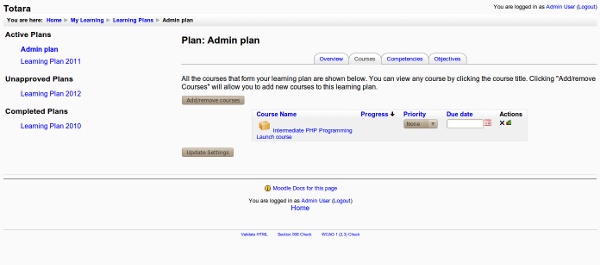 Totara
You are logged in as Admin User (Logout)
You are here: Home ► My Learning ► Learning Plans ► Admin plan
Active Plans
Admin plan
Learning Plan 2011
Unapproved Plans
Learning Plan 2012
Completed Plans
Learning Plan 2010
Plan: Admin plan
Overview Courses Competencies Objectives
All the courses that form your learning plan are shown below. You can view any course by clicking the course title. Clicking "Add/remove
Courses" will allow you to add new courses to this learning plan.
Add/remove courses
Course Name Progress Priority Due date Actions
Intermediate PHP Programming None
Launch course
Update Settings
Moodle Docs for this page
You are logged in as Admin User (Logout)
Home
Validate HTML Section 508 Check WCAG 1 (2,3) Check